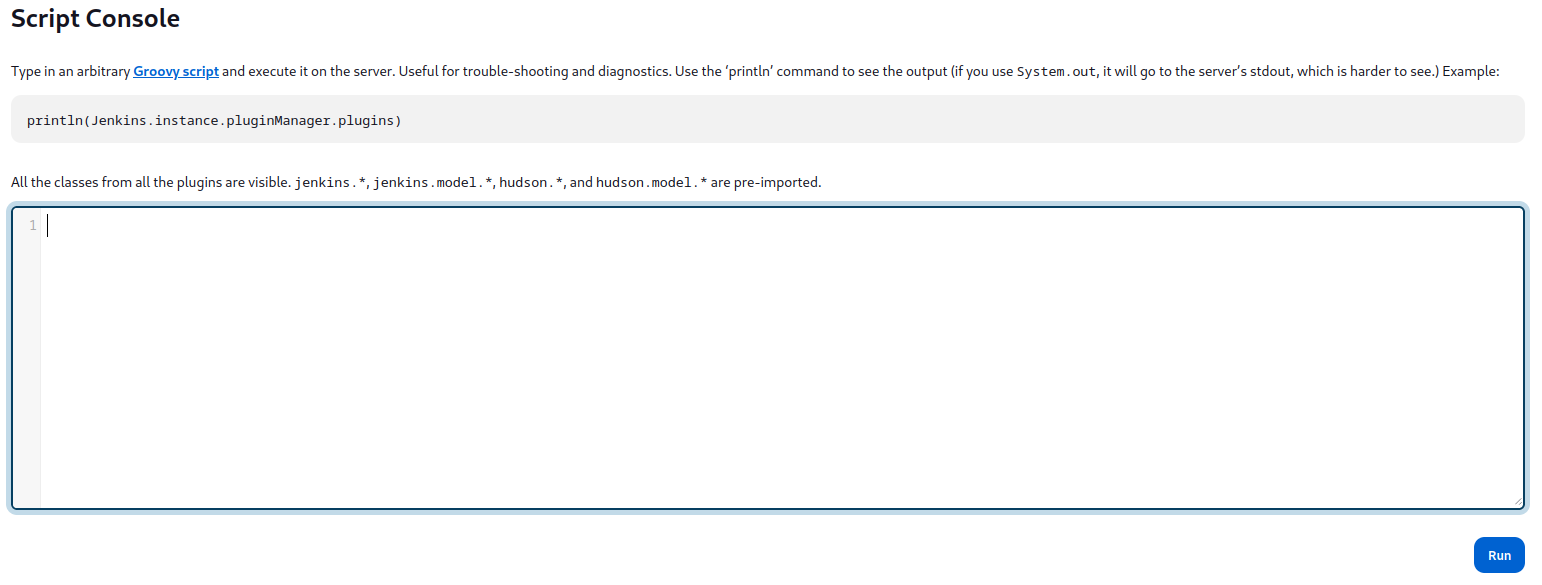 Script Console
Type in an arbitrary Groovy script and execute it on the server. Useful for trouble-shooting and diagnostics. Use the ‘println’ command to see the output (if you use System.out, it will go to the server’s stdout, which is harder to see.) Example:
println(Jenkins.instance.pluginManager.plugins)
All the classes from all the plugins are visible. jenkins.*, jenkins.model.*, hudson.*, and hudson.model.* are pre-imported.
1
Run